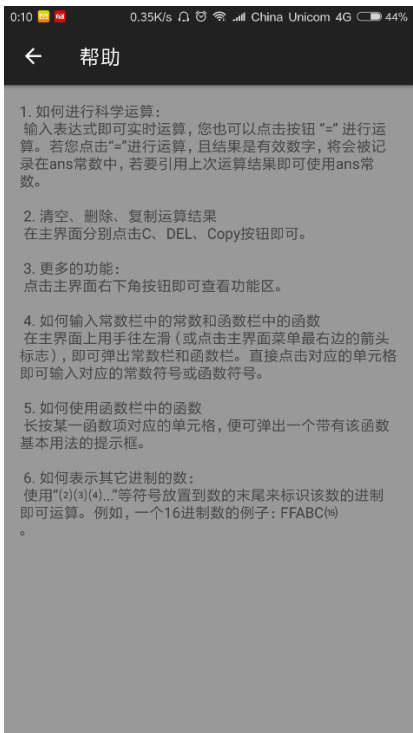 0:10 0.35K/s China Unicom 4G 44%
帮助
1. 如何进行科学运算：
输入表达式即可实时运算，您也可以点击按钮 “=” 进行运
算。若您点击“=”进行运算，且结果是有效数字，将会被记
录在ans常数中，若要引用上次运算结果即可使用ans常
数。
2. 清空、删除、复制运算结果
在主界面分别点击C、DEL、Copy按钮即可。
3. 更多的功能：
点击主界面右下角按钮即可查看功能区。
4. 如何输入常数栏中的常数和函数栏中的函数
在主界面上用手往左滑（或点击主界面菜单最右边的箭头
标志），即可弹出常数栏和函数栏。直接点击对应的单元格
即可输入对应的常数符号或函数符号。
5. 如何使用函数栏中的函数
长按某一函数项对应的单元格，便可弹出一个带有该函数
基本用法的提示框。
6. 如何表示其它进制的数：
使用“⑵⑶⑷...”等符号放置到数的末尾来标识该数的进制
即可运算。例如，一个16进制数的例子：FFABC⒃
。